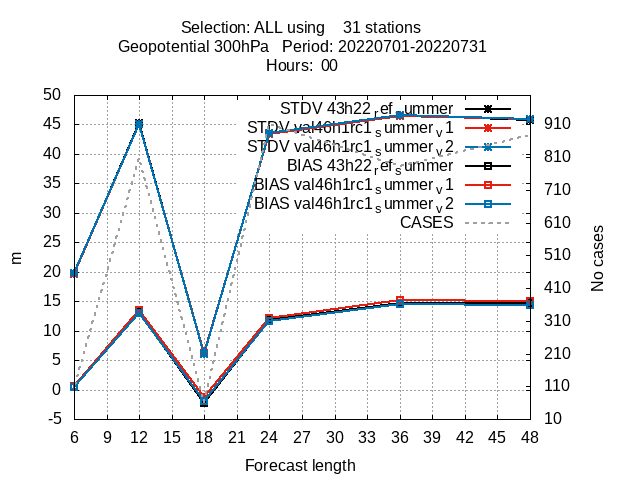 Selection: ALL using    31 stations
Geopotential 300hPa   Period: 20220701-20220731
Hours:  00
STDV 43h22_ref_summer
STDV val46h1rc1_summer_v1
STDV val46h1rc1_summer_v2
BIAS 43h22_ref_summer
BIAS val46h1rc1_summer_v1
BIAS val46h1rc1_summer_v2
CASES
50
45
40
35
30
25
20
15
10
5
0
-5
m
910
810
710
610
510
410
310
210
110
10
No cases
6 9 12 15 18 21 24 27 30 33 36 39 42 45 48
Forecast length